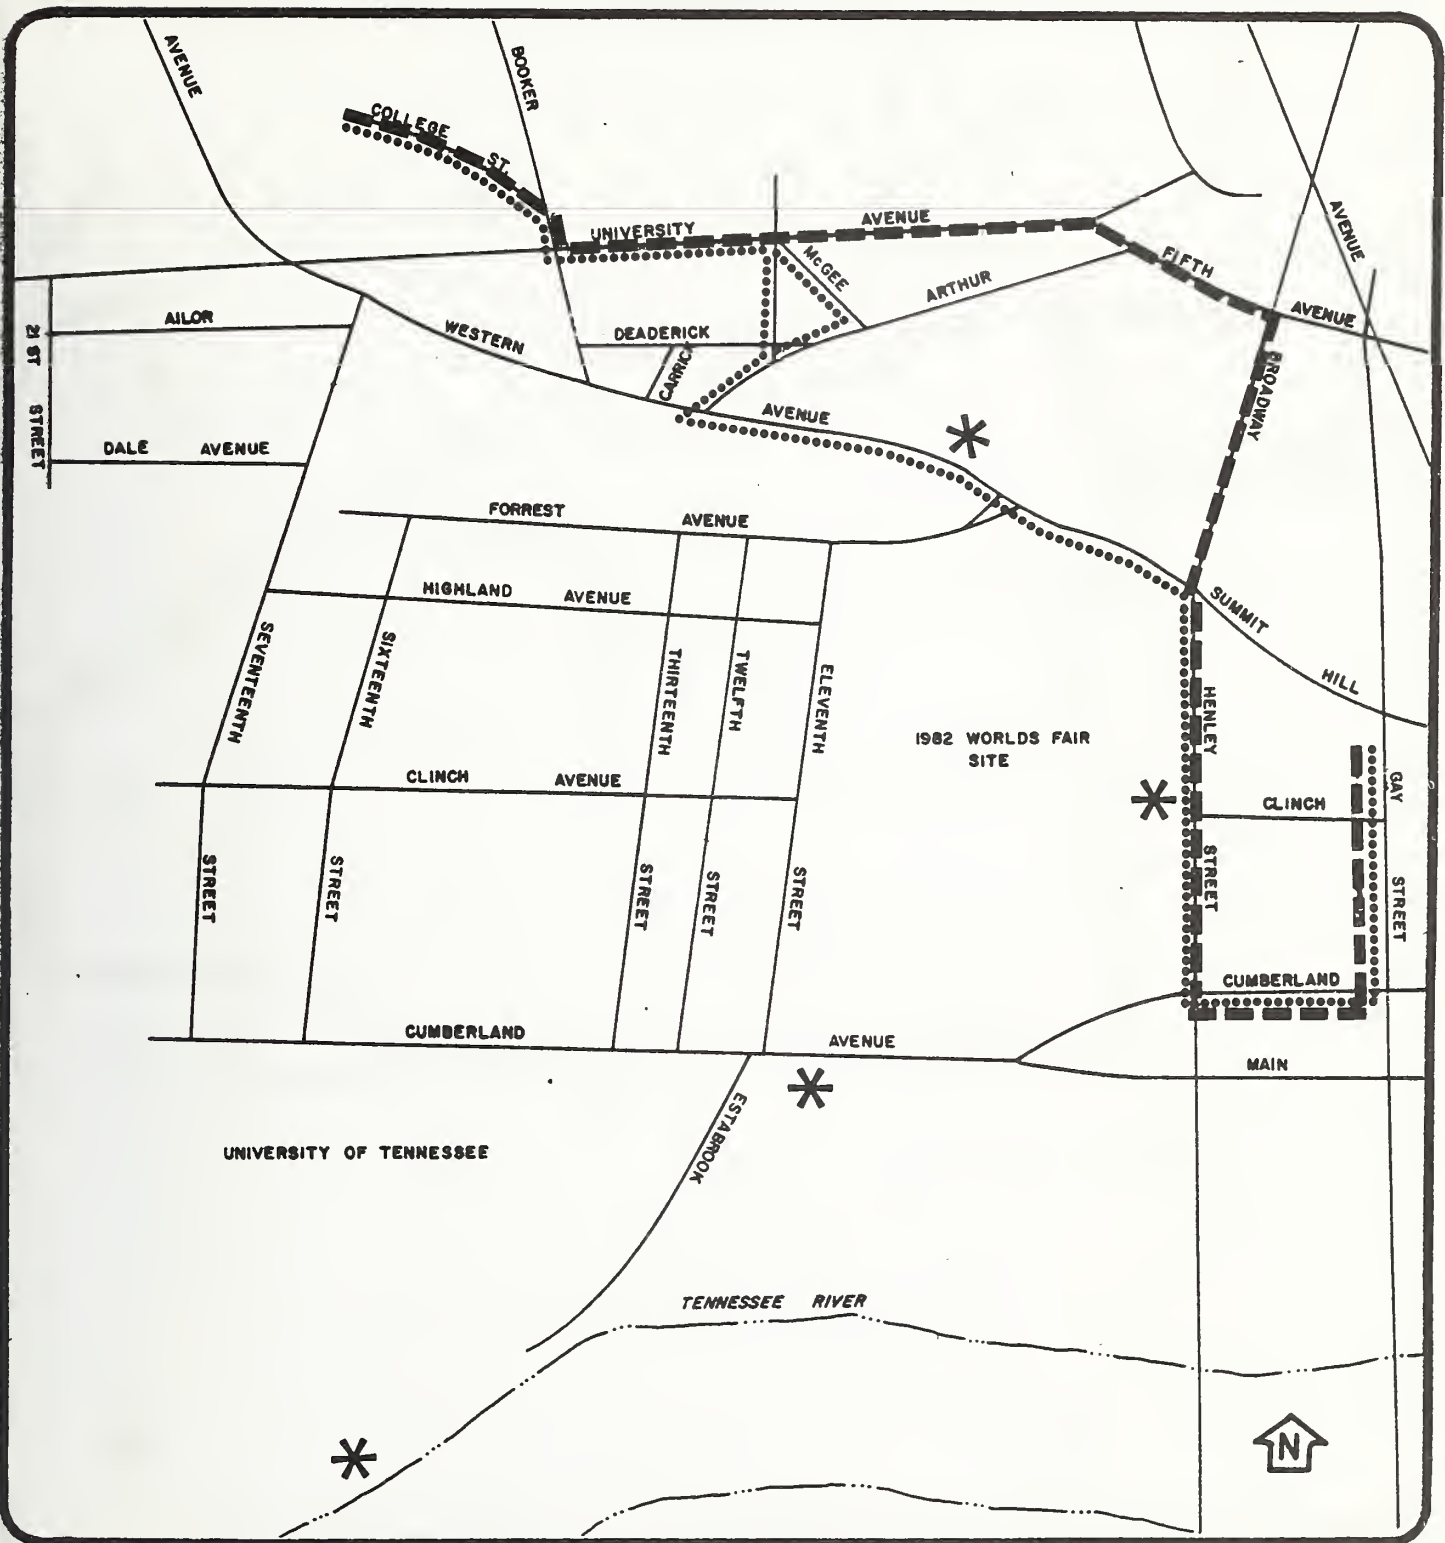 AVENUE
BOOKER
COLLEGE
ST.
UNIVERSITY
AVENUE
McGEE
ARTHUR
FIFTH
AVENUE
AVENUE
AILOR
21 ST STREET
WESTERN
DEADERICK
CARRICK
AVENUE
BROADWAY
DALE AVENUE
FORREST AVENUE
HIGHLAND AVENUE
SUMMIT
HILL
SEVENTEENTH
SIXTEENTH
THIRTEENTH
TWELFTH
ELEVENTH
HENLEY
1982 WORLDS FAIR
SITE
CLINCH AVENUE
CLINCH
GAY
STREET
STREET
STREET
STREET
STREET
STREET
STREET
CUMBERLAND
CUMBERLAND
AVENUE
MAIN
ESTABROOK
UNIVERSITY OF TENNESSEE
TENNESSEE RIVER
N